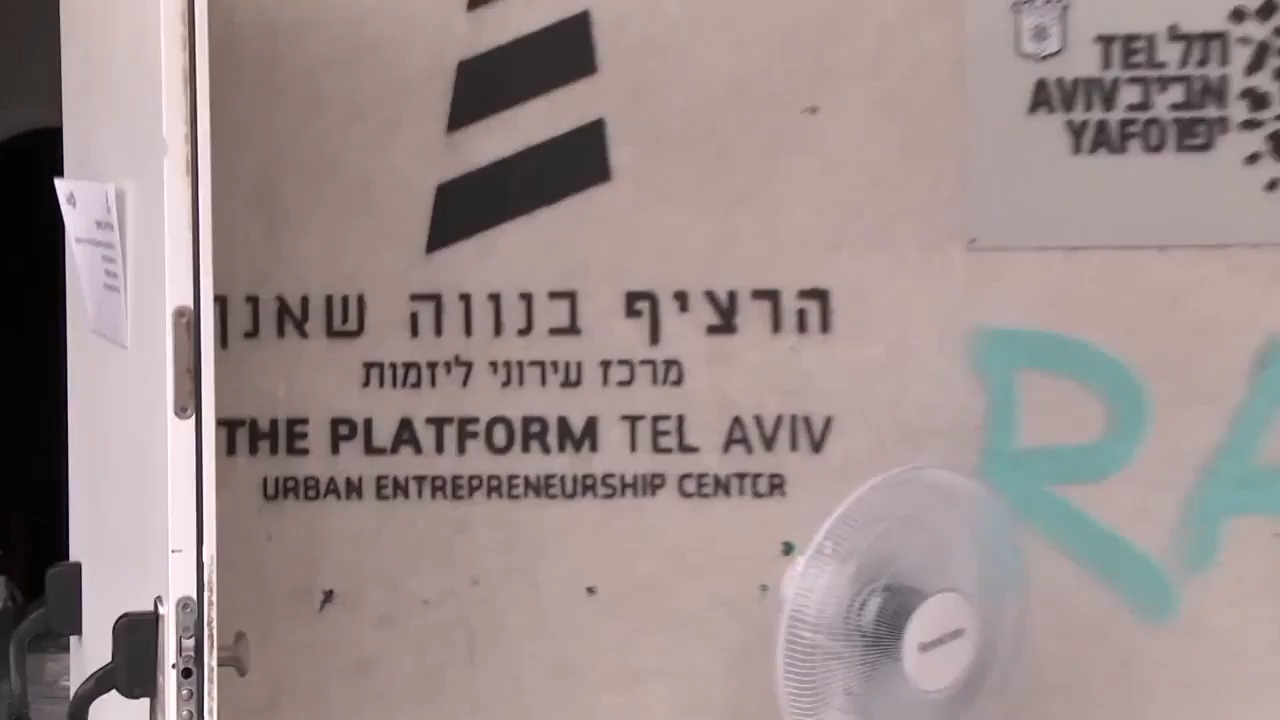 TEL תל
AVIV אביב
YAFO יפו
הרציף בנווה שאנן
מרכז עירוני ליזמות
THE PLATFORM TEL AVIV
URBAN ENTREPRENEURSHIP CENTER
RA